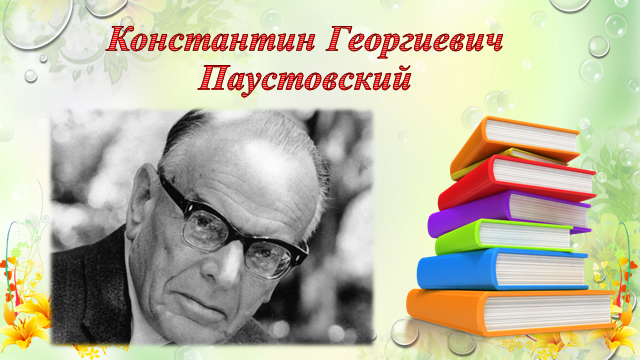 Константин Георгиевич
Паустовский